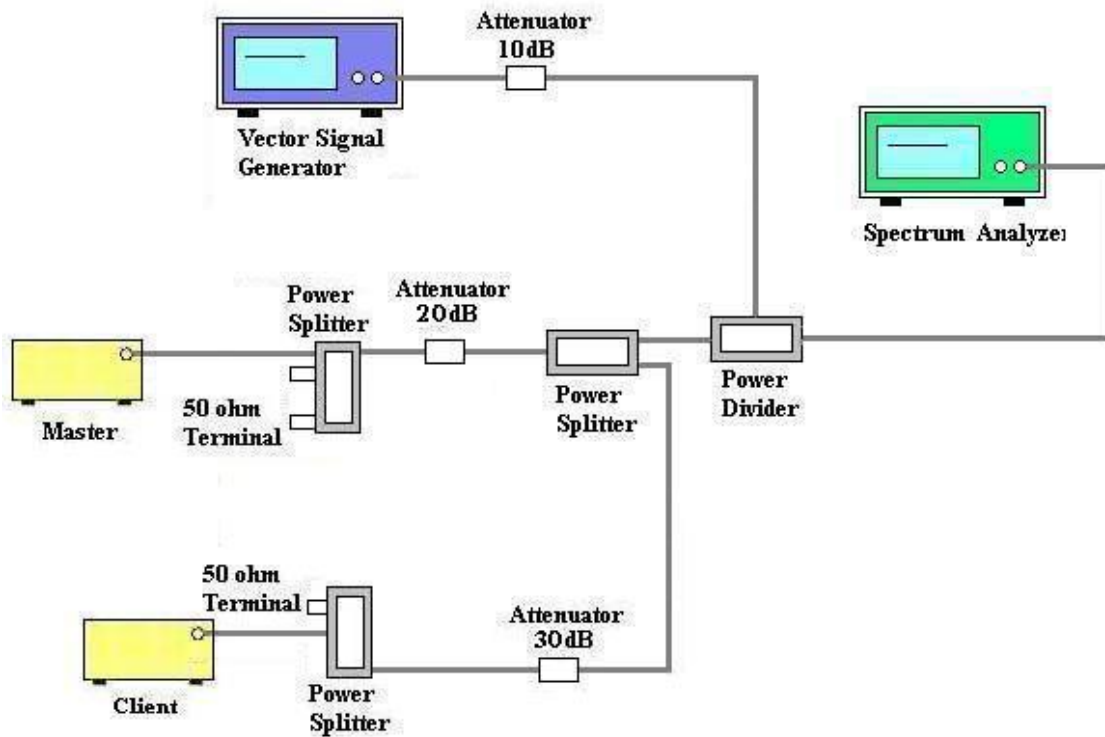 Attenuator
10dB
Vector Signal
Generator
Spectrum Analyzer
Power
Splitter
Attenuator
20dB
50 ohm
Terminal
Master
Power
Splitter
Power
Divider
50 ohm
Terminal
Attenuator
30dB
Client
Power
Splitter